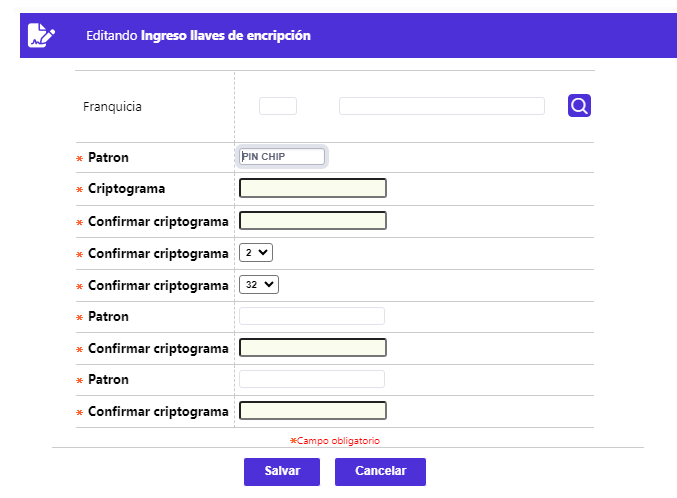 Editando Ingreso llaves de encripción
Franquicia
* Patron PIN CHIP
* Criptograma
* Confirmar criptograma
* Confirmar criptograma 2
* Confirmar criptograma 32
* Patron
* Confirmar criptograma
* Patron
* Confirmar criptograma
*Campo obligatorio
Salvar Cancelar